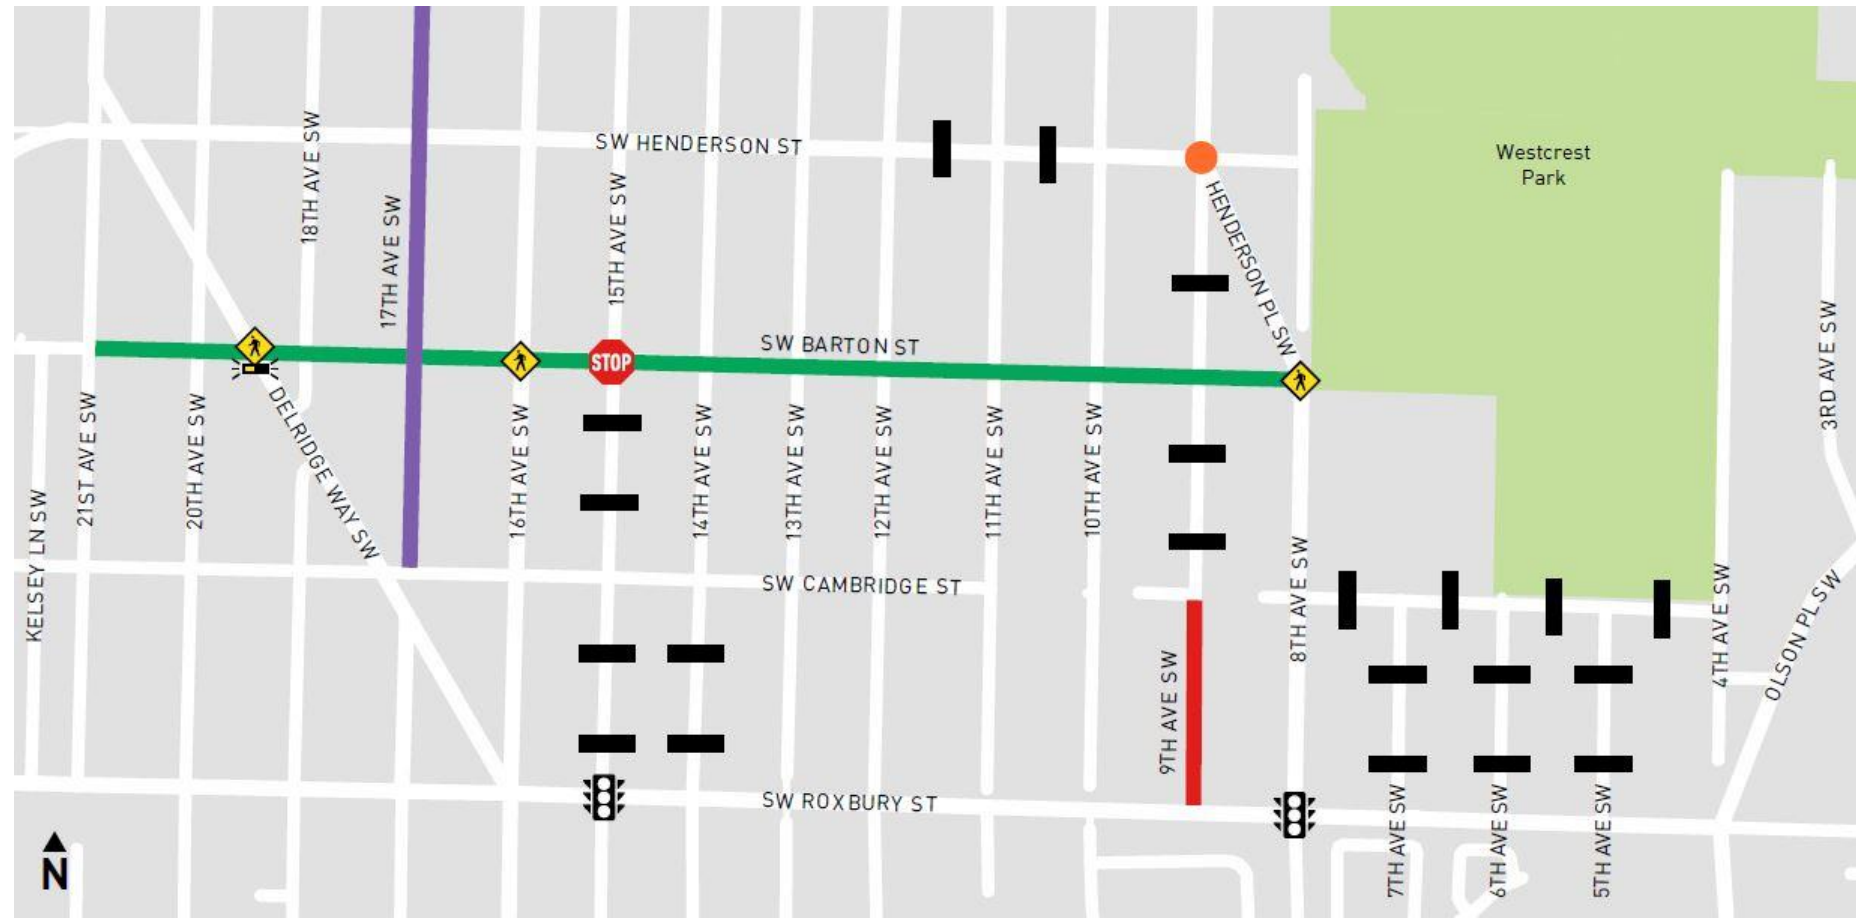 18TH AVE SW
SW HENDERSON ST
Westcrest
Park
17TH AVE SW
15TH AVE SW
HENDERSON PL SW
STOP
SW BARTON ST
3RD AVE SW
KELSEY LN SW
21ST AVE SW
20TH AVE SW
DELRIDGE WAY SW
16TH AVE SW
14TH AVE SW
13TH AVE SW
12TH AVE SW
11TH AVE SW
10TH AVE SW
8TH AVE SW
4TH AVE SW
OLSON PL SW
SW CAMBRIDGE ST
9TH AVE SW
SW ROXBURY ST
7TH AVE SW
6TH AVE SW
5TH AVE SW
N